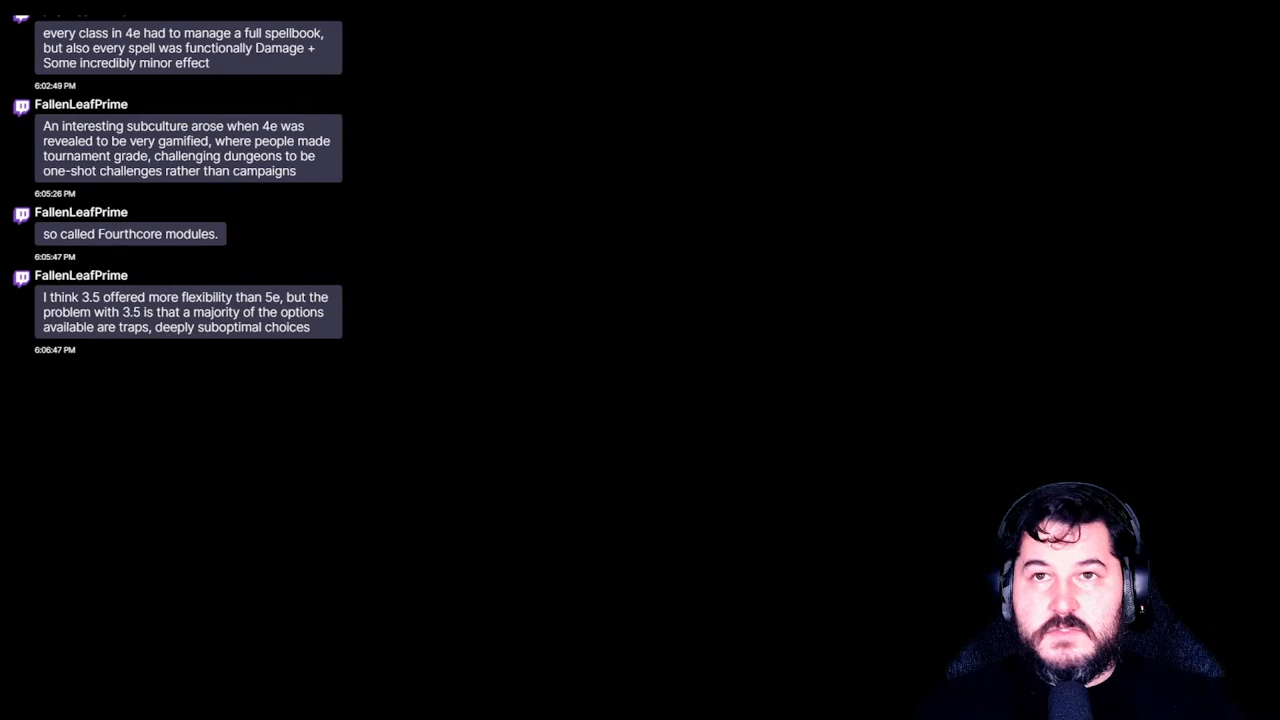 every class in 4e had to manage a full spellbook,
but also every spell was functionally Damage +
Some incredibly minor effect
6:02:49 PM
FallenLeafPrime
An interesting subculture arose when 4e was
revealed to be very gamified, where people made
tournament grade, challenging dungeons to be
one-shot challenges rather than campaigns
6:05:26 PM
FallenLeafPrime
so called Fourthcore modules.
6:05:47 PM
FallenLeafPrime
I think 3.5 offered more flexibility than 5e, but the
problem with 3.5 is that a majority of the options
available are traps, deeply suboptimal choices
6:06:47 PM